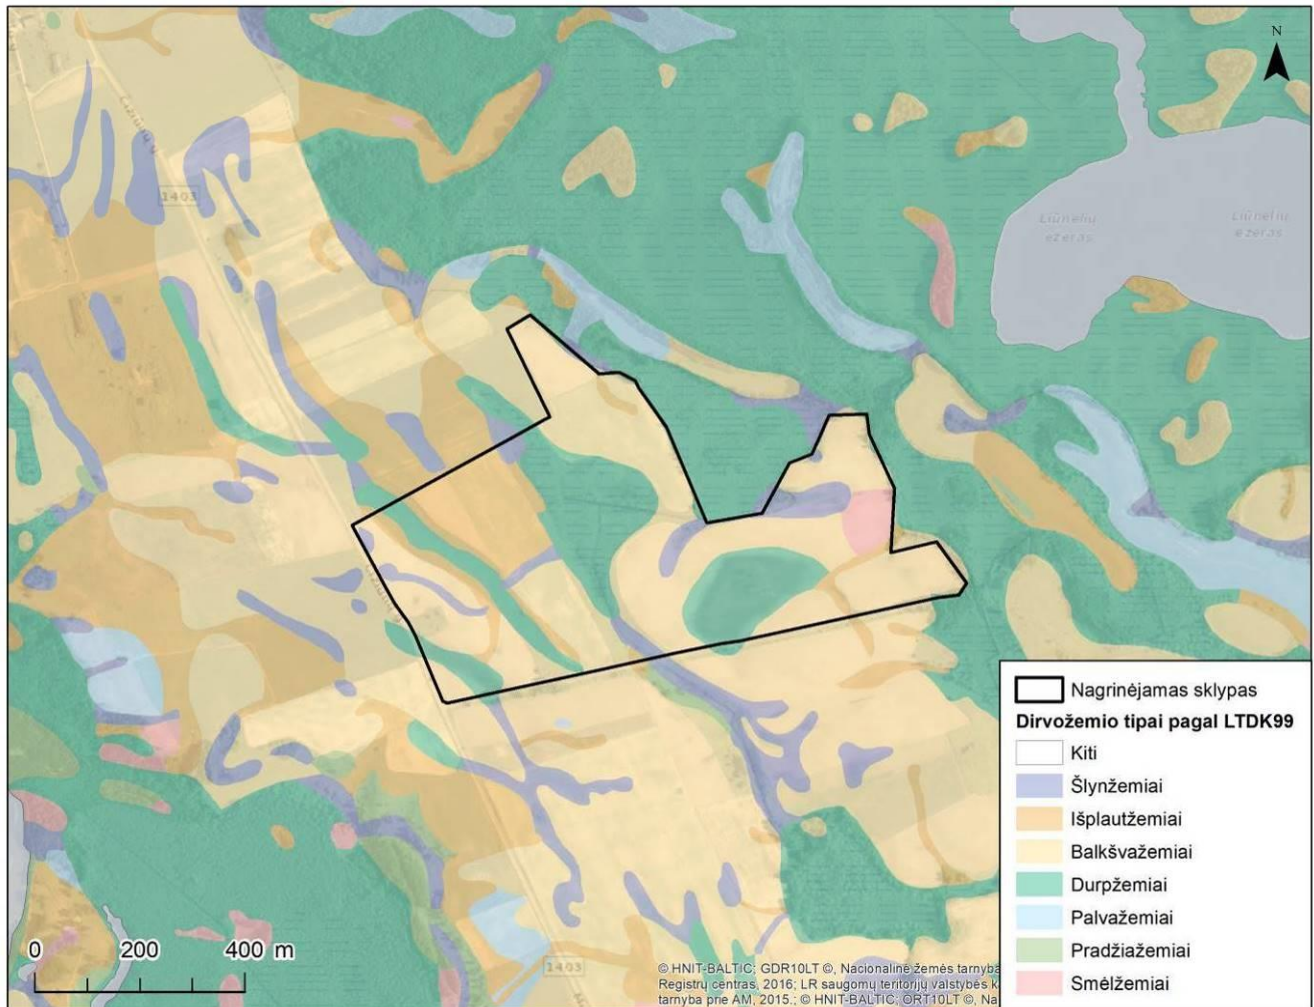 N
Liūnelių
ežeras
Liūnelių
ežeras
1403
Nagrinėjamas sklypas
Dirvožemio tipai pagal LTDK99
Kiti
Šlynžemiai
Išplautžemiai
Balkšvažemiai
Durpžemiai
Palvažemiai
Pradžiažemiai
Smėlžemiai
0 200 400 m
1403
© HNIT-BALTIC; GDR10LT ©, Nacionalinė žemės tarnyba
Registrų centras, 2016; LR saugomų teritorijų valstybės k
tarnyba prie AM, 2015.; © HNIT-BALTIC; ORT10LT ©, Na